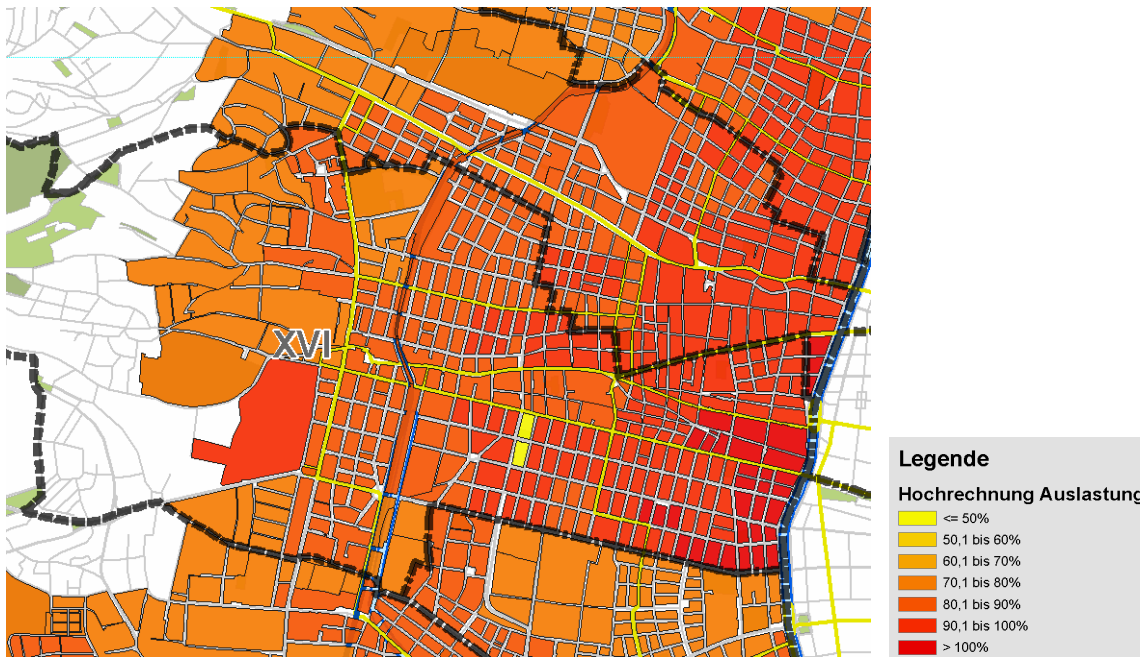 XVI
Legende
Hochrechnung Auslastung
<= 50%
50,1 bis 60%
60,1 bis 70%
70,1 bis 80%
80,1 bis 90%
90,1 bis 100%
> 100%